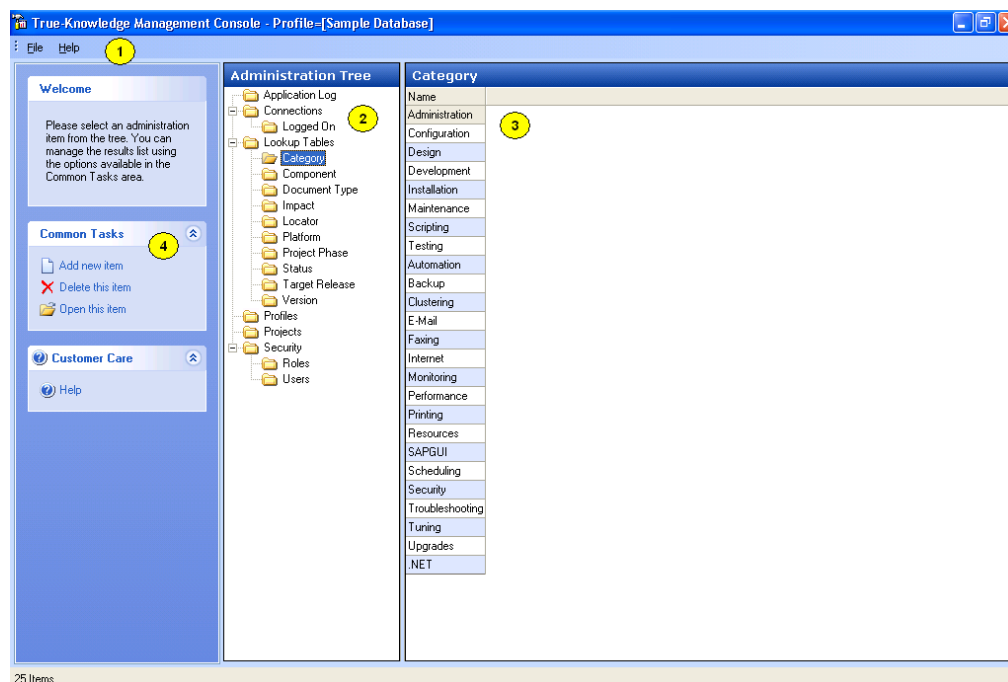 True-Knowledge Management Console - Profile=[Sample Database]
File Help
1
Welcome
Please select an administration
item from the tree. You can
manage the results list using
the options available in the
Common Tasks area.
Common Tasks
4
Add new item
Delete this item
Open this item
Customer Care
Help
Administration Tree
2
Application Log
Connections
Logged On
Lookup Tables
Category
Component
Document Type
Impact
Locator
Platform
Project Phase
Status
Target Release
Version
Profiles
Projects
Security
Roles
Users
Category
3
Name
Administration
Configuration
Design
Development
Installation
Maintenance
Scripting
Testing
Automation
Backup
Clustering
E-Mail
Faxing
Internet
Monitoring
Performance
Printing
Resources
SAPGUI
Scheduling
Security
Troubleshooting
Tuning
Upgrades
.NET
25 Items